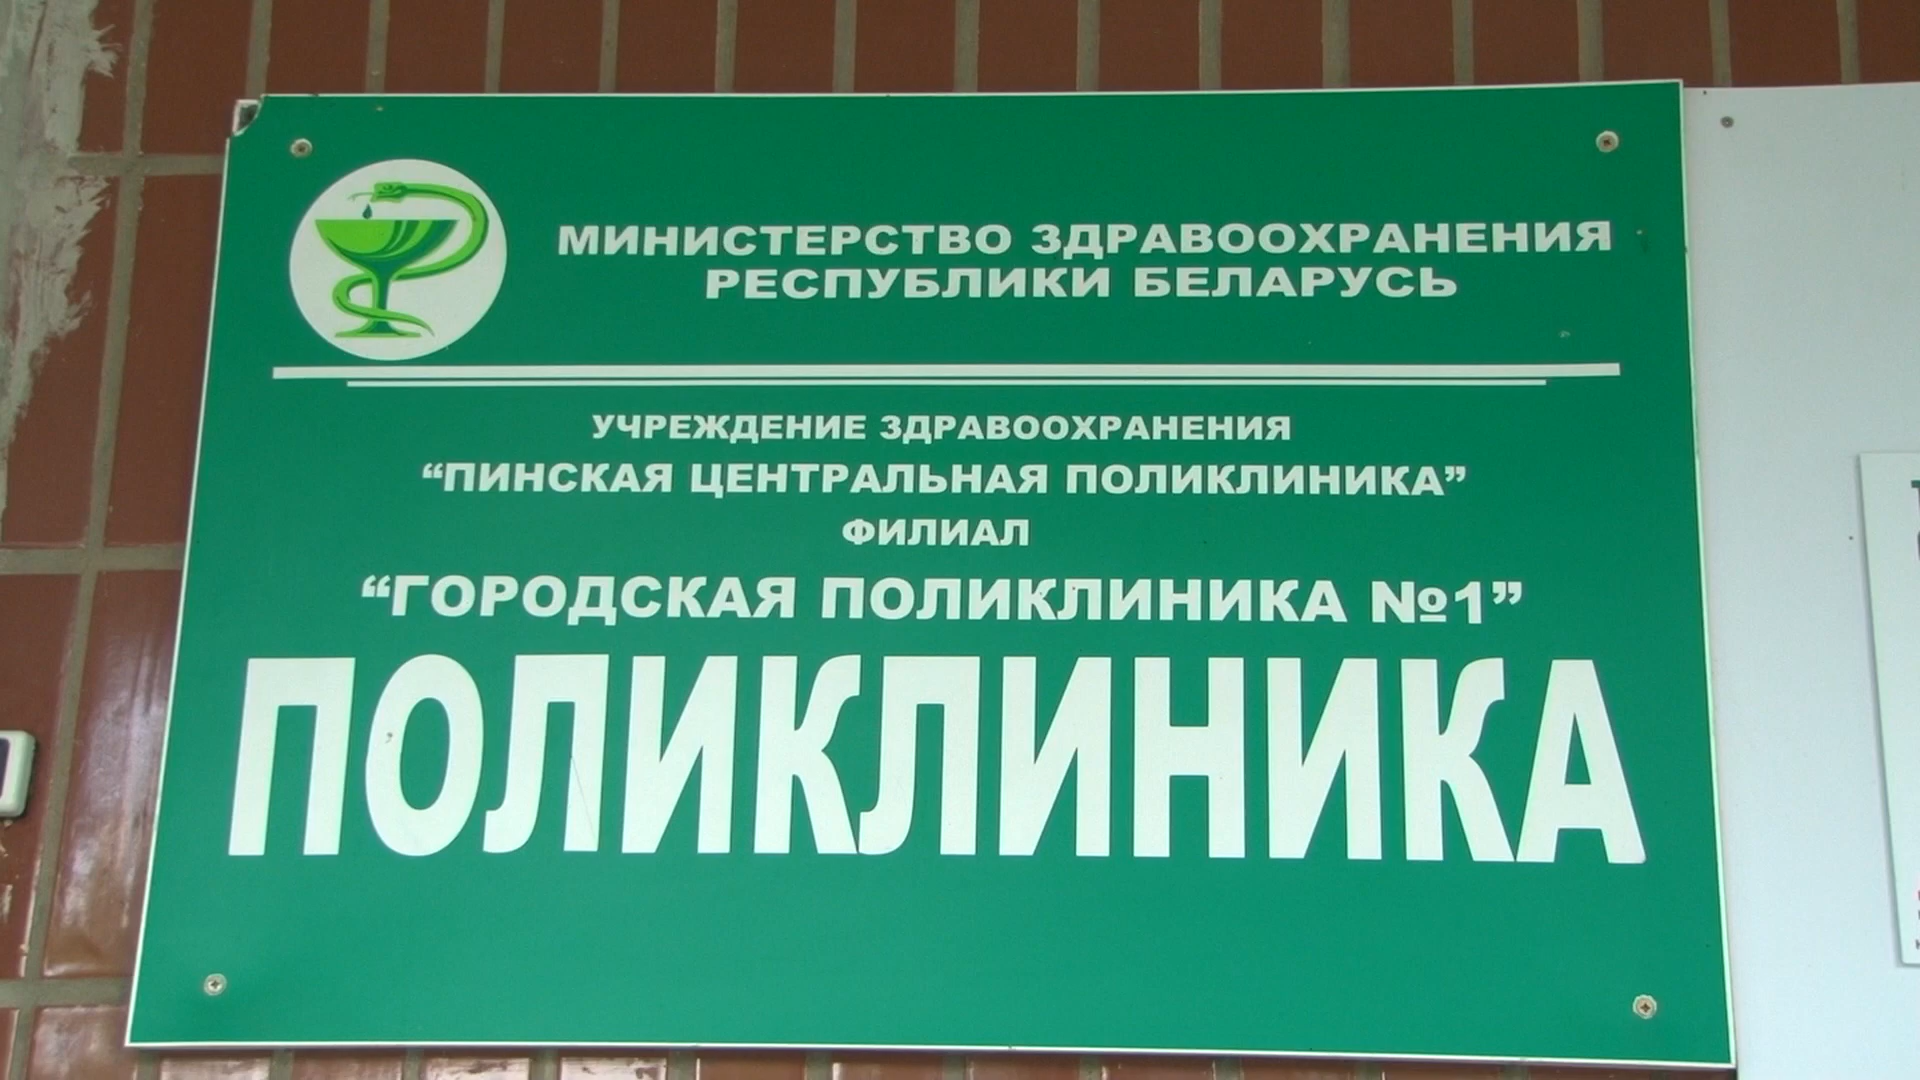 МИНИСТЕРСТВО ЗДРАВООХРАНЕНИЯ
РЕСПУБЛИКИ БЕЛАРУСЬ
УЧРЕЖДЕНИЕ ЗДРАВООХРАНЕНИЯ
“ПИНСКАЯ ЦЕНТРАЛЬНАЯ ПОЛИКЛИНИКА”
ФИЛИАЛ
“ГОРОДСКАЯ ПОЛИКЛИНИКА №1”
ПОЛИКЛИНИКА